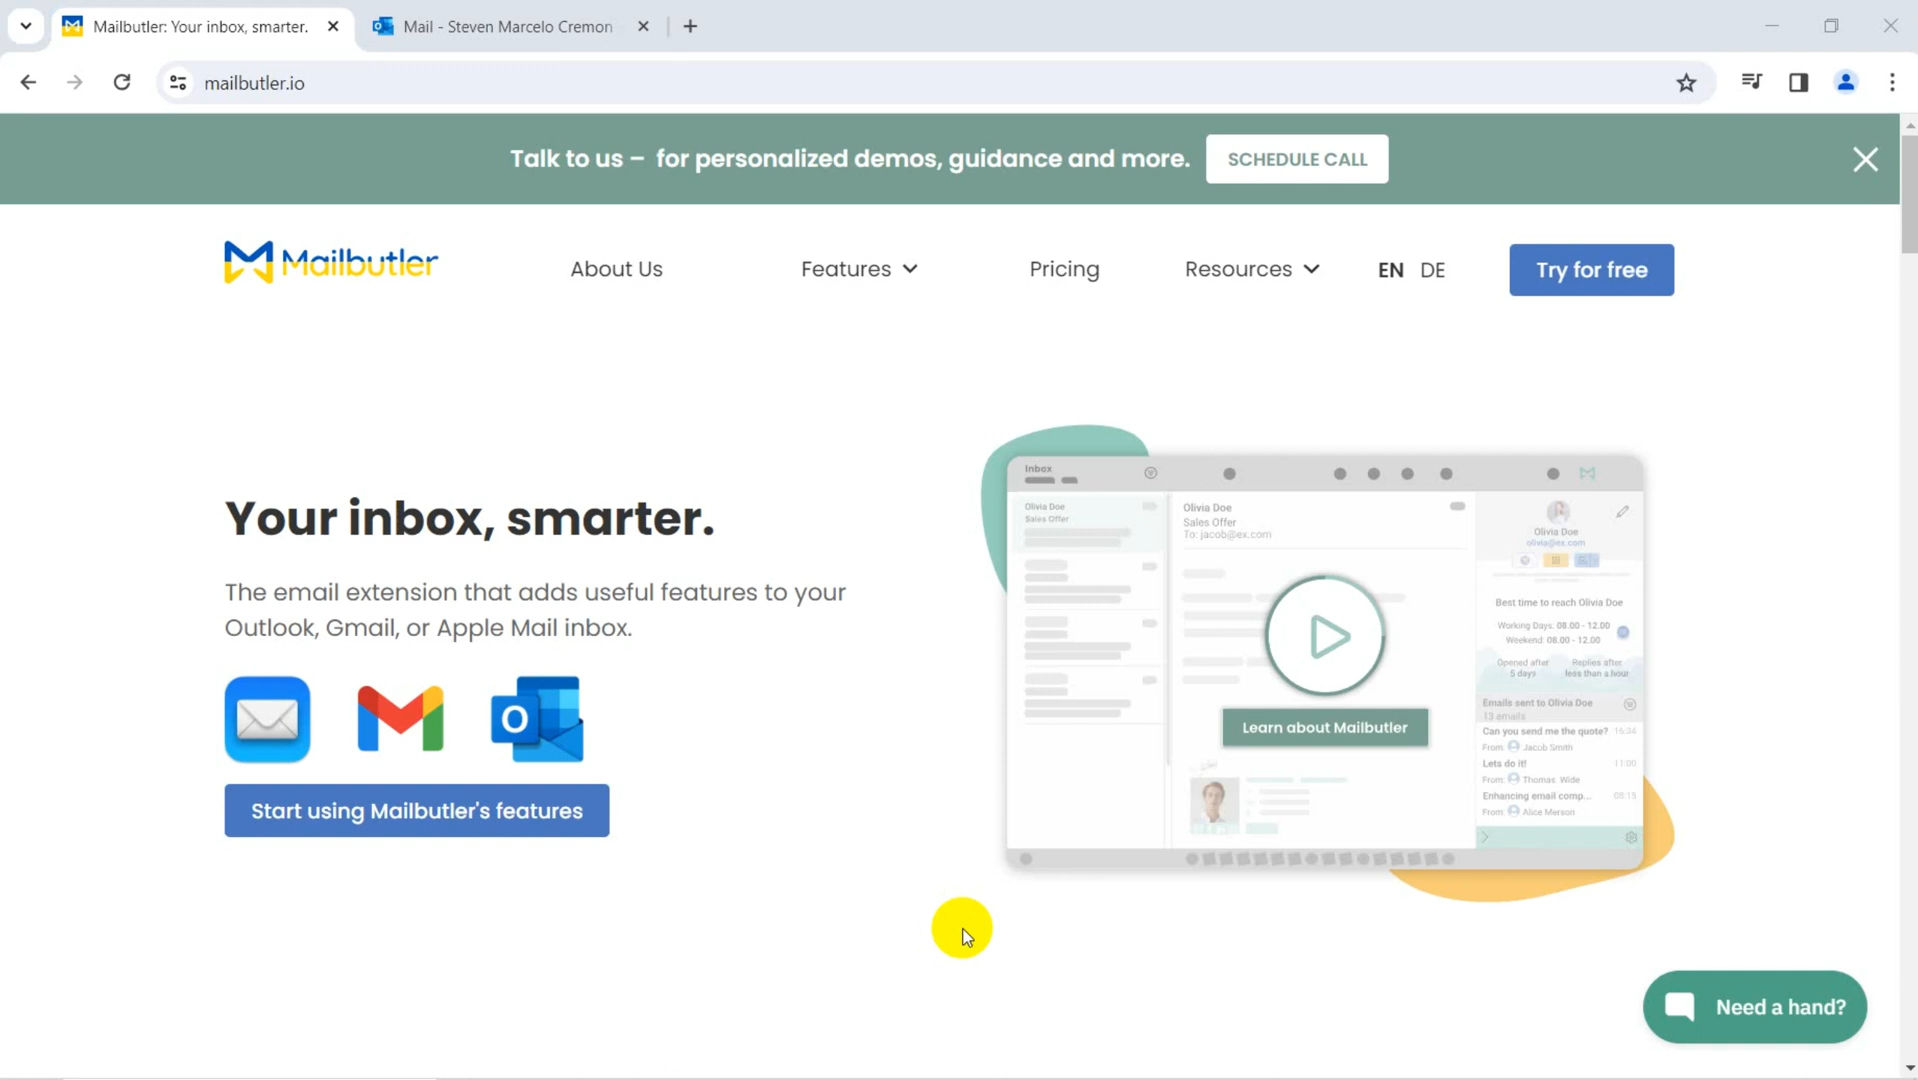 Mailbutler: Your inbox, smarter.
Mail - Steven Marcelo Cremon
mailbutler.io
Talk to us – for personalized demos, guidance and more.
SCHEDULE CALL
Mailbutler
About Us
Features
Pricing
Resources
EN DE
Try for free
Your inbox, smarter.
The email extension that adds useful features to your
Outlook, Gmail, or Apple Mail inbox.
Start using Mailbutler's features
Inbox
Olivia Doe
Sales Offer
Olivia Doe
Sales Offer
To: jacob@ex.com
Learn about Mailbutler
Olivia Doe
olivia@ex.com
Best time to reach Olivia Doe
Working Days: 08.00 - 12.00
Weekend: 08.00 - 12.00
Opened after Replies after
5 days less than a hour
Emails sent to Olivia Doe
13 emails
Can you send me the quote? 16:34
From: Jacob Smith
Lets do it! 11:00
From: Thomas Wide
Enhancing email comp... 08:15
From: Alice Merson
Need a hand?